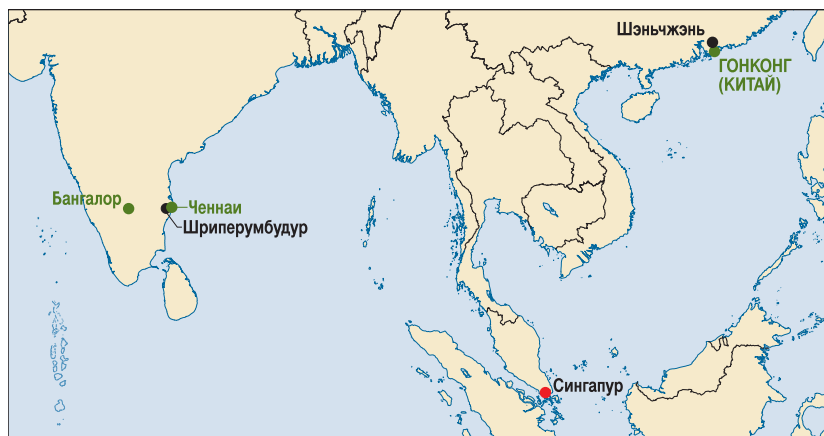 Шэньчжэнь
ГОНКОНГ
(КИТАЙ)
Бангалор
Ченнаи
Шриперумбудур
Сингапур